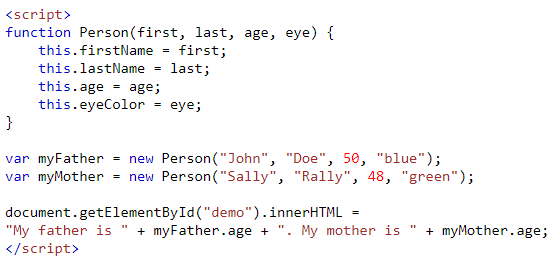 <script>
function Person(first, last, age, eye) {
    this.firstName = first;
    this.lastName = last;
    this.age = age;
    this.eyeColor = eye;
}

var myFather = new Person("John", "Doe", 50, "blue");
var myMother = new Person("Sally", "Rally", 48, "green");

document.getElementById("demo").innerHTML =
"My father is " + myFather.age + ". My mother is " + myMother.age;
</script>